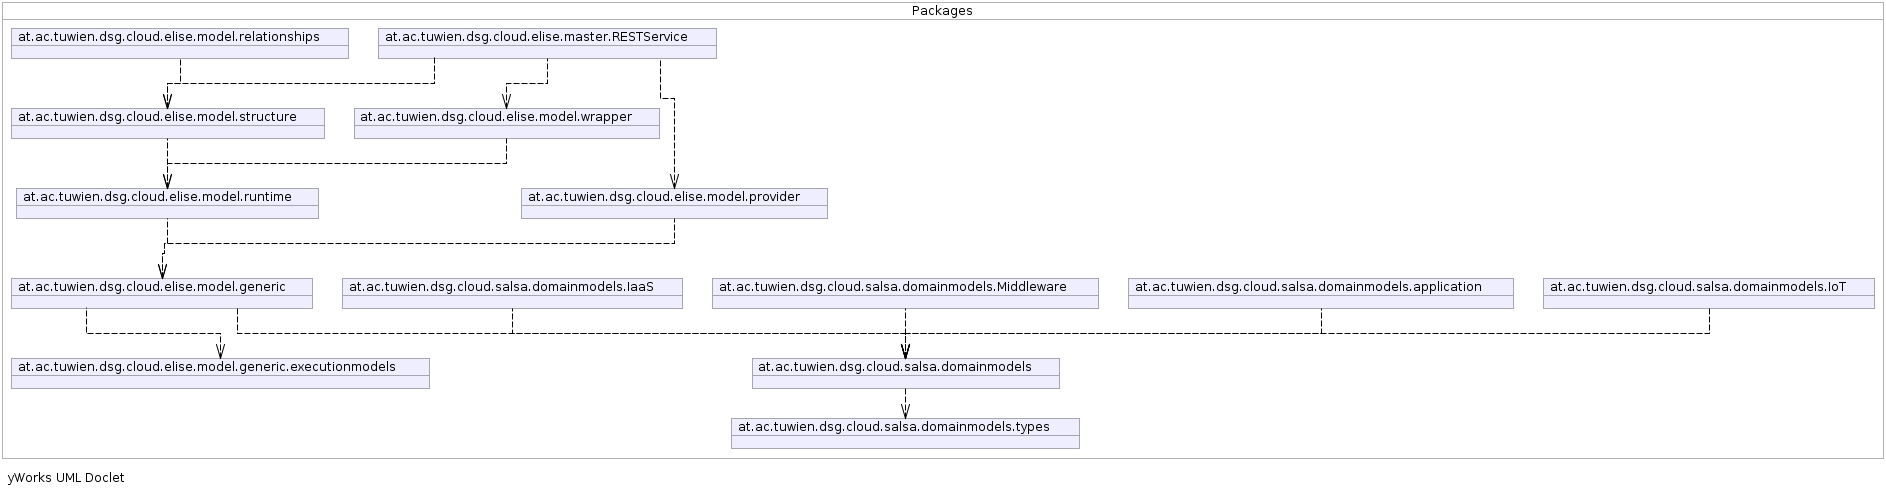 Packages
at.ac.tuwien.dsg.cloud.elise.model.relationships
at.ac.tuwien.dsg.cloud.elise.master.RESTService
at.ac.tuwien.dsg.cloud.elise.model.structure
at.ac.tuwien.dsg.cloud.elise.model.wrapper
at.ac.tuwien.dsg.cloud.elise.model.runtime
at.ac.tuwien.dsg.cloud.elise.model.provider
at.ac.tuwien.dsg.cloud.elise.model.generic
at.ac.tuwien.dsg.cloud.salsa.domainmodels.IaaS
at.ac.tuwien.dsg.cloud.salsa.domainmodels.Middleware
at.ac.tuwien.dsg.cloud.salsa.domainmodels.application
at.ac.tuwien.dsg.cloud.salsa.domainmodels.IoT
at.ac.tuwien.dsg.cloud.elise.model.generic.executionmodels
at.ac.tuwien.dsg.cloud.salsa.domainmodels
at.ac.tuwien.dsg.cloud.salsa.domainmodels.types
yWorks UML Doclet